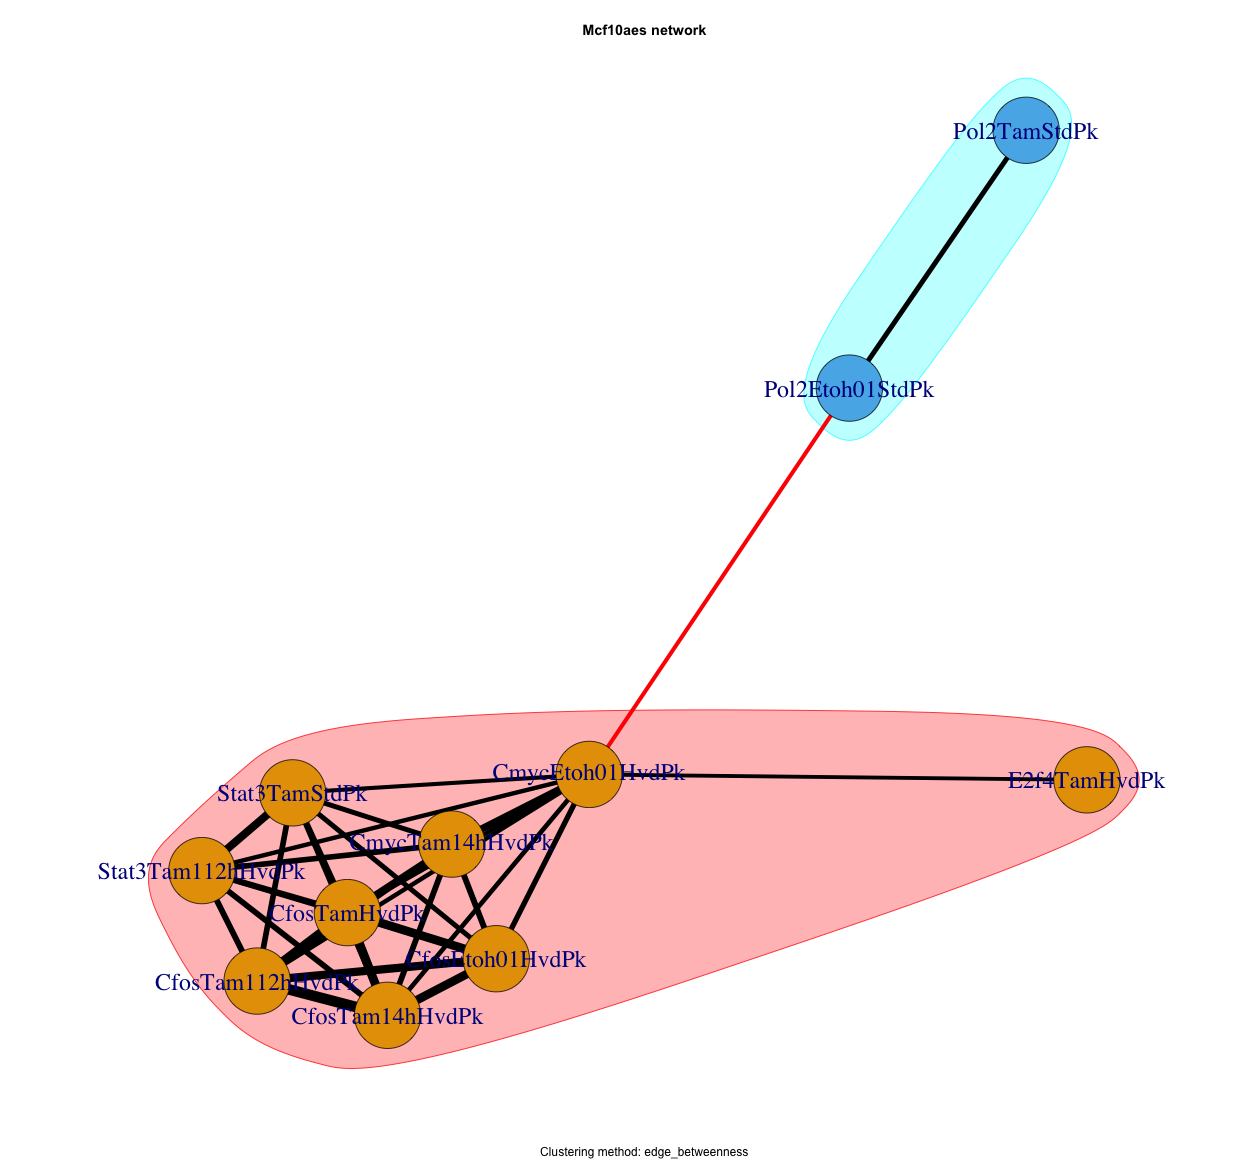 Mcf10aes network
Pol2TamStdPk
Pol2Etoh01StdPk
CmycEtoh01HvdPk
E2f4TamHvdPk
Stat3TamStdPk
CmycTam14hHvdPk
Stat3Tam112hHvdPk
CfosTamHvdPk
CfosEtoh01HvdPk
CfosTam112hHvdPk
CfosTam14hHvdPk
Clustering method: edge_betweenness